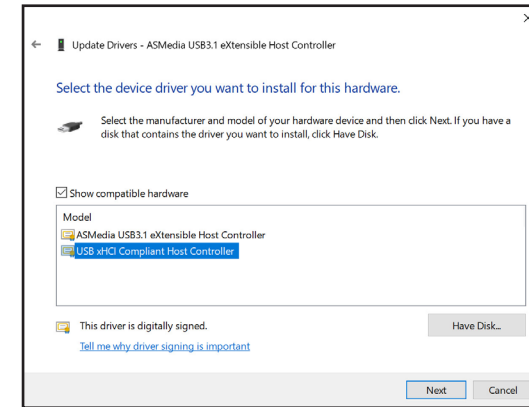 Update Drivers - ASMedia USB3.1 eXtensible Host Controller
Select the device driver you want to install for this hardware.
Select the manufacturer and model of your hardware device and then click Next. If you have a
disk that contains the driver you want to install, click Have Disk.
Show compatible hardware
Model
ASMedia USB3.1 eXtensible Host Controller
USB xHCI Compliant Host Controller
This driver is digitally signed.
Have Disk...
Tell me why driver signing is important
Next
Cancel